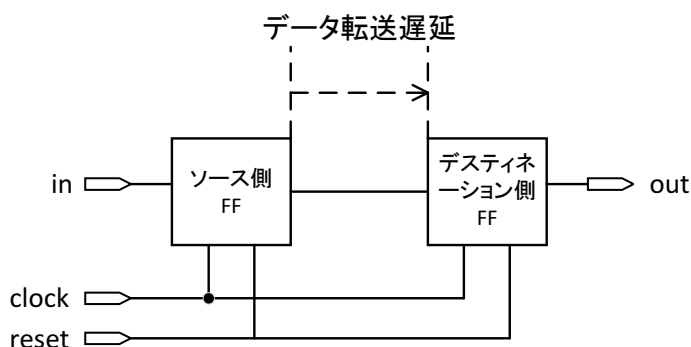 データ転送遅延
in
ソース側
FF
デスティネ
ーション側
FF
out
clock
reset